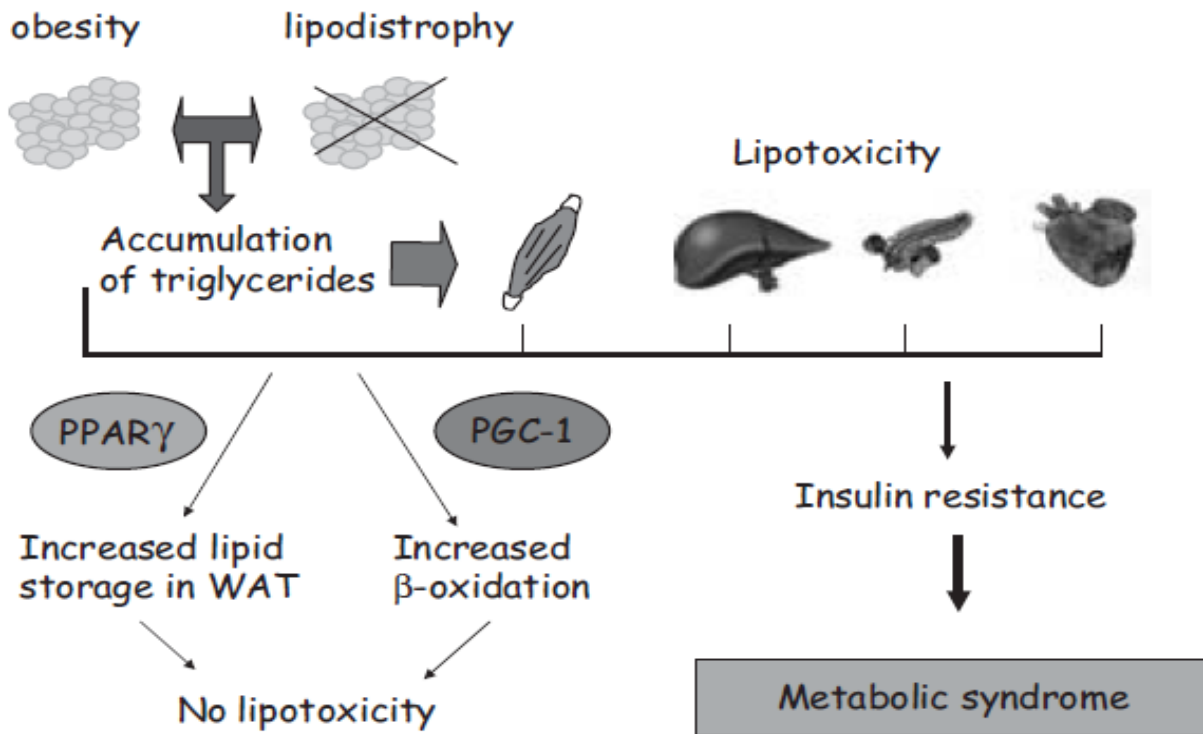 obesity
lipodistrophy
Lipotoxicity
Accumulation
of triglycerides
PPARγ
PGC-1
Insulin resistance
Increased lipid
storage in WAT
Increased
β-oxidation
No lipotoxicity
Metabolic syndrome